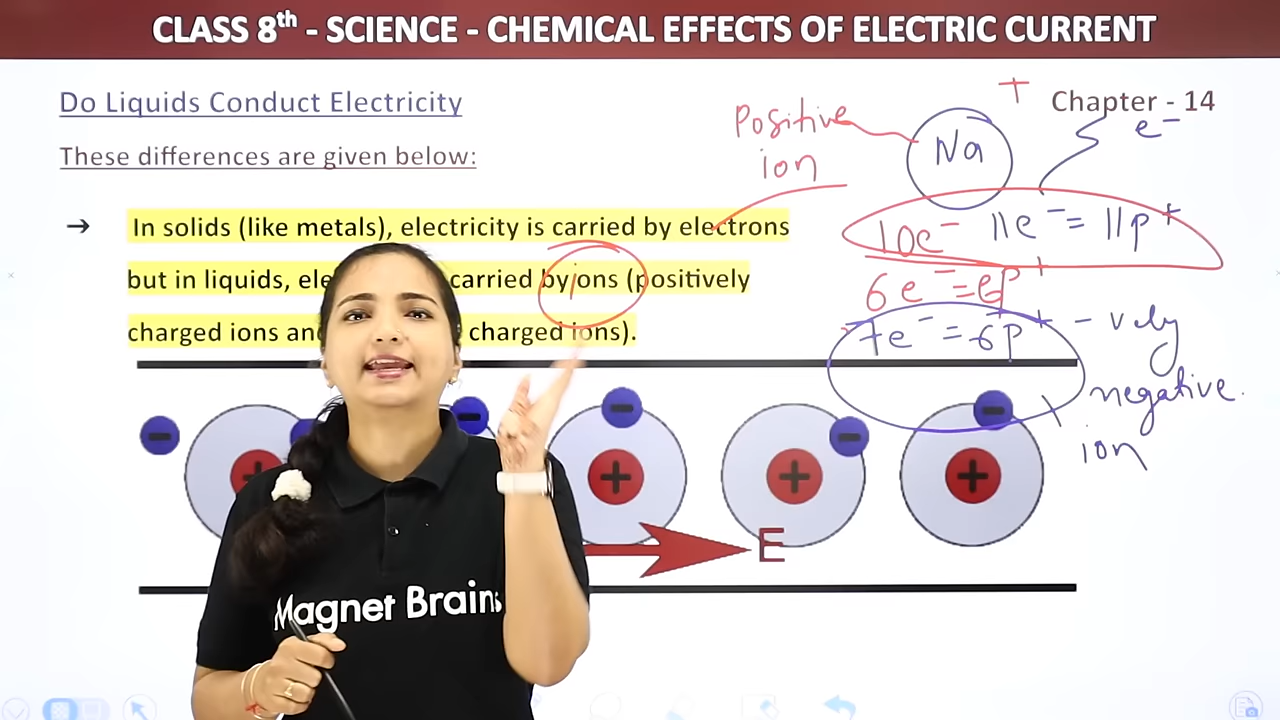 CLASS 8th - SCIENCE - CHEMICAL EFFECTS OF ELECTRIC CURRENT
Do Liquids Conduct Electricity
Chapter - 14
These differences are given below:
→ In solids (like metals), electricity is carried by electrons
but in liquids, ele carried by ions (positively
charged ions an charged ions).
Positive
ion
Na
+
e-
10e- 11e- = 11p+
6e- = 6p+
7e- = 6p+ - vely
negative
ion
- + - - + - + - +
E
Magnet Brains